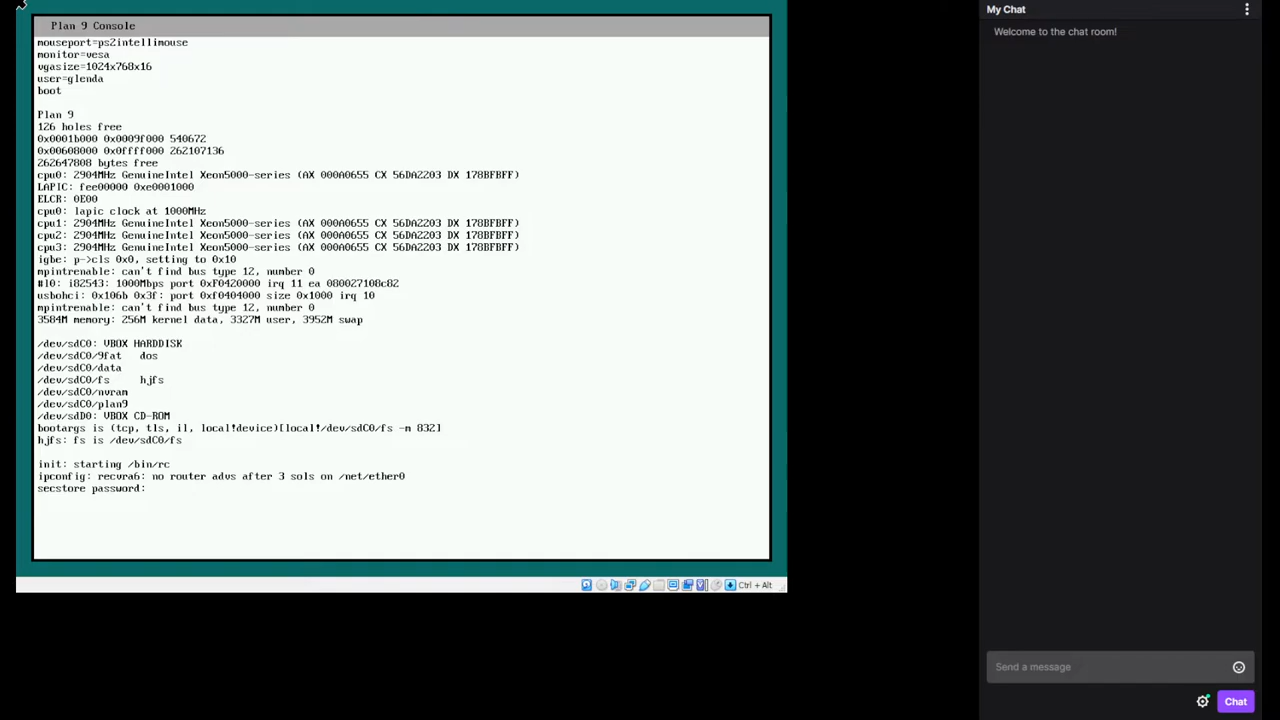 Plan 9 Console
mouseport=ps2intellimouse
monitor=vesa
vgasize=1024x768x16
user=glenda
boot
Plan 9
126 holes free
0x0001b000 0x0009f000 540672
0x00608000 0x0ffff000 262107136
262647808 bytes free
cpu0: 2904MHz GenuineIntel Xeon5000-series (AX 000A0655 CX 56DA2203 DX 178BFBFF)
LAPIC: fee00000 0xe0001000
ELCR: 0E00
cpu0: lapic clock at 1000MHz
cpu1: 2904MHz GenuineIntel Xeon5000-series (AX 000A0655 CX 56DA2203 DX 178BFBFF)
cpu2: 2904MHz GenuineIntel Xeon5000-series (AX 000A0655 CX 56DA2203 DX 178BFBFF)
cpu3: 2904MHz GenuineIntel Xeon5000-series (AX 000A0655 CX 56DA2203 DX 178BFBFF)
igbe: p->cls 0x0, setting to 0x10
mpintrenable: can't find bus type 12, number 0
#l0: i82543: 1000Mbps port 0xF0420000 irq 11 ea 080027108c82
usbohci: 0x106b 0x3f: port 0xf0404000 size 0x1000 irq 10
mpintrenable: can't find bus type 12, number 0
3584M memory: 256M kernel data, 3327M user, 3952M swap
/dev/sdC0: VBOX HARDDISK
/dev/sdC0/9fat dos
/dev/sdC0/data
/dev/sdC0/fs hjfs
/dev/sdC0/nvram
/dev/sdC0/plan9
/dev/sdD0: VBOX CD-ROM
bootargs is (tcp, tls, il, local!device)[local!/dev/sdC0/fs -m 832]
hjfs: fs is /dev/sdC0/fs
init: starting /bin/rc
ipconfig: recvra6: no router advs after 3 sols on /net/ether0
secstore password:
Ctrl + Alt
My Chat
Welcome to the chat room!
Send a message
Chat